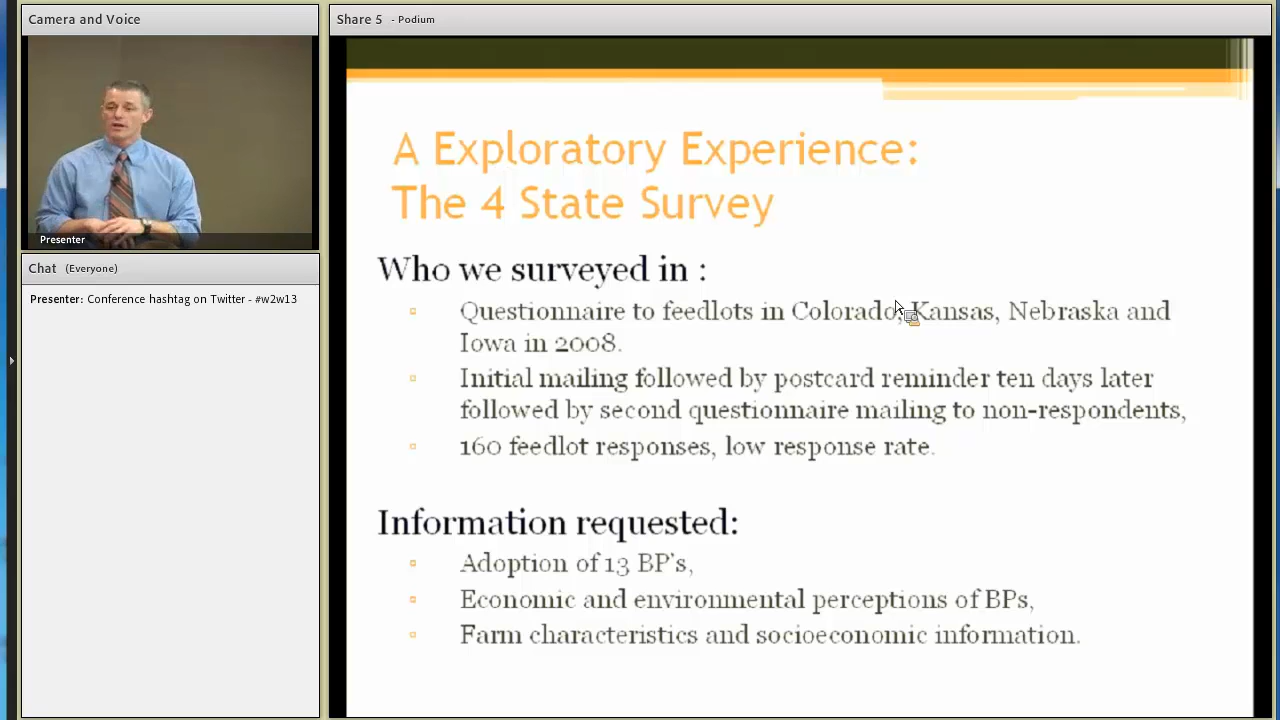 Camera and Voice
Presenter
Chat (Everyone)
Presenter: Conference hashtag on Twitter - #w2w13
Share 5 - Podium
A Exploratory Experience:
The 4 State Survey
Who we surveyed in :
Questionnaire to feedlots in Colorado, Kansas, Nebraska and
Iowa in 2008.
Initial mailing followed by postcard reminder ten days later
followed by second questionnaire mailing to non-respondents,
160 feedlot responses, low response rate.
Information requested:
Adoption of 13 BP's,
Economic and environmental perceptions of BPs,
Farm characteristics and socioeconomic information.